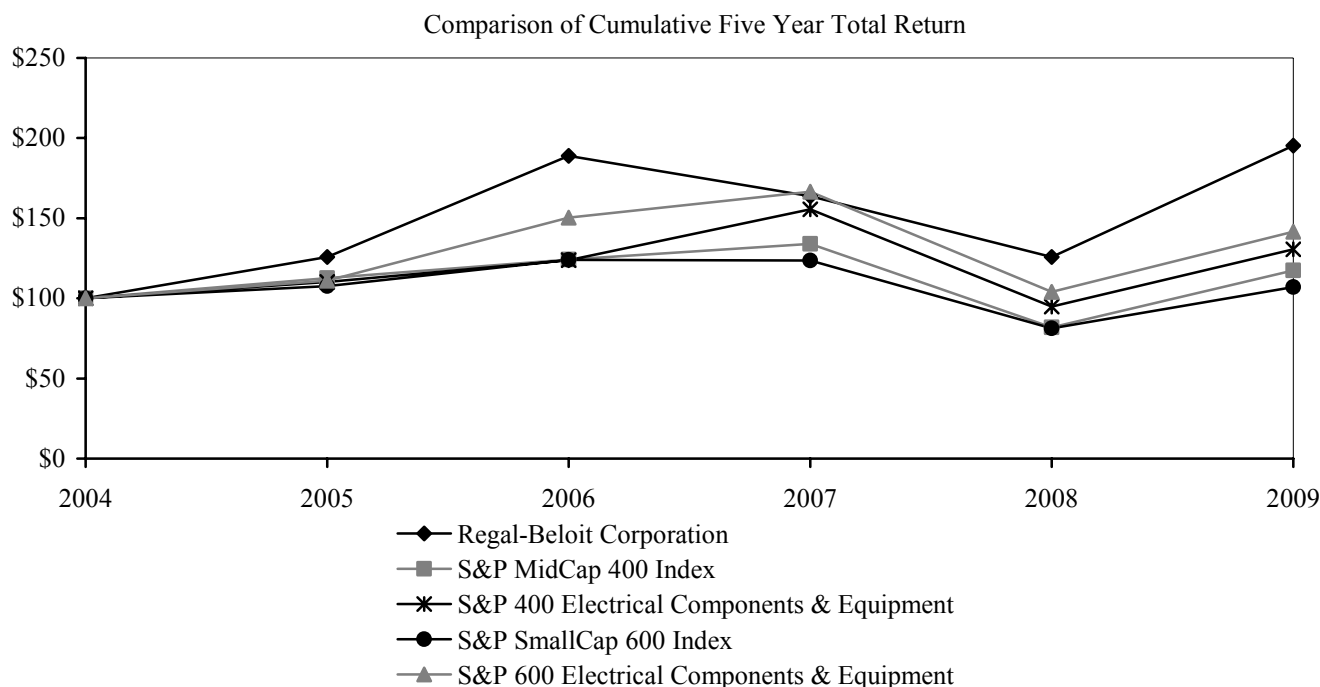 Comparison of Cumulative Five Year Total Return
$250
$200
$150
$100
$50
$0
2004 2005 2006 2007 2008 2009
Regal-Beloit Corporation
S&P MidCap 400 Index
S&P 400 Electrical Components & Equipment
S&P SmallCap 600 Index
S&P 600 Electrical Components & Equipment